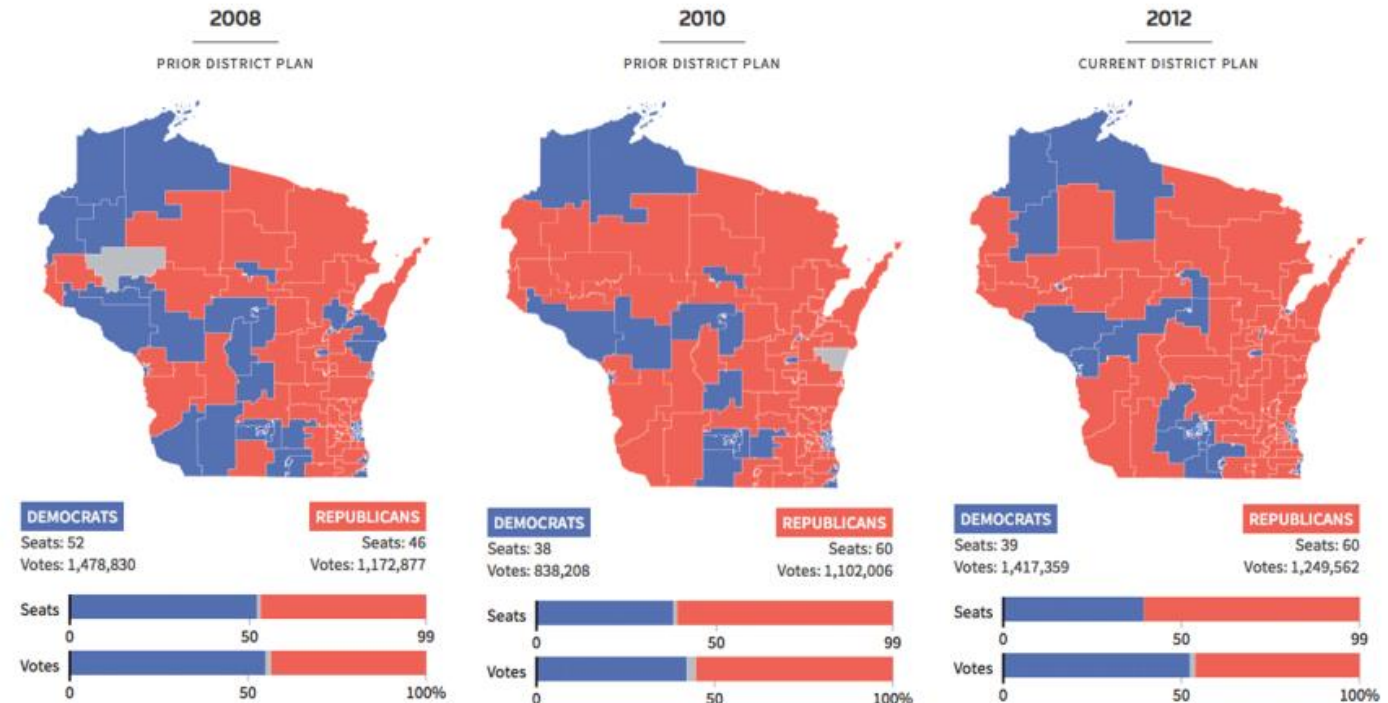 2008
PRIOR DISTRICT PLAN
DEMOCRATS
REPUBLICANS
Seats: 52
Seats: 46
Votes: 1,478,830
Votes: 1,172,877
Seats
0
50
99
Votes
0
50
100%
2010
PRIOR DISTRICT PLAN
DEMOCRATS
REPUBLICANS
Seats: 38
Seats: 60
Votes: 838,208
Votes: 1,102,006
Seats
0
50
99
Votes
0
50
100%
2012
CURRENT DISTRICT PLAN
DEMOCRATS
REPUBLICANS
Seats: 39
Seats: 60
Votes: 1,417,359
Votes: 1,249,562
Seats
0
50
99
Votes
0
50
100%